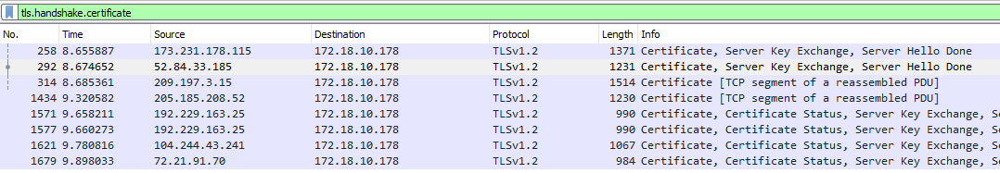 tls.handshake.certificate
No. Time Source Destination Protocol Length Info
258 8.655887 173.231.178.115 172.18.10.178 TLSv1.2 1371 Certificate, Server Key Exchange, Server Hello Done
292 8.674652 52.84.33.185 172.18.10.178 TLSv1.2 1231 Certificate, Server Key Exchange, Server Hello Done
314 8.685361 209.197.3.15 172.18.10.178 TLSv1.2 1514 Certificate [TCP segment of a reassembled PDU]
1434 9.320582 205.185.208.52 172.18.10.178 TLSv1.2 1230 Certificate [TCP segment of a reassembled PDU]
1571 9.658211 192.229.163.25 172.18.10.178 TLSv1.2 990 Certificate, Certificate Status, Server Key Exchange, S
1577 9.660273 192.229.163.25 172.18.10.178 TLSv1.2 990 Certificate, Certificate Status, Server Key Exchange, S
1621 9.780816 104.244.43.241 172.18.10.178 TLSv1.2 1067 Certificate, Certificate Status, Server Key Exchange, S
1679 9.898033 72.21.91.70 172.18.10.178 TLSv1.2 984 Certificate, Certificate Status, Server Key Exchange, S